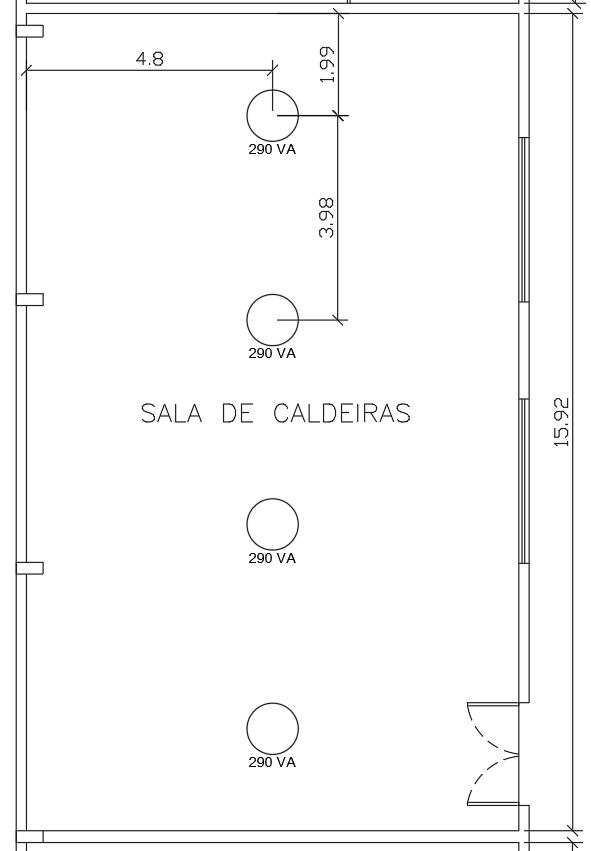 4.8
1.99
290 VA
3.98
290 VA
SALA DE CALDEIRAS
15.92
290 VA
290 VA